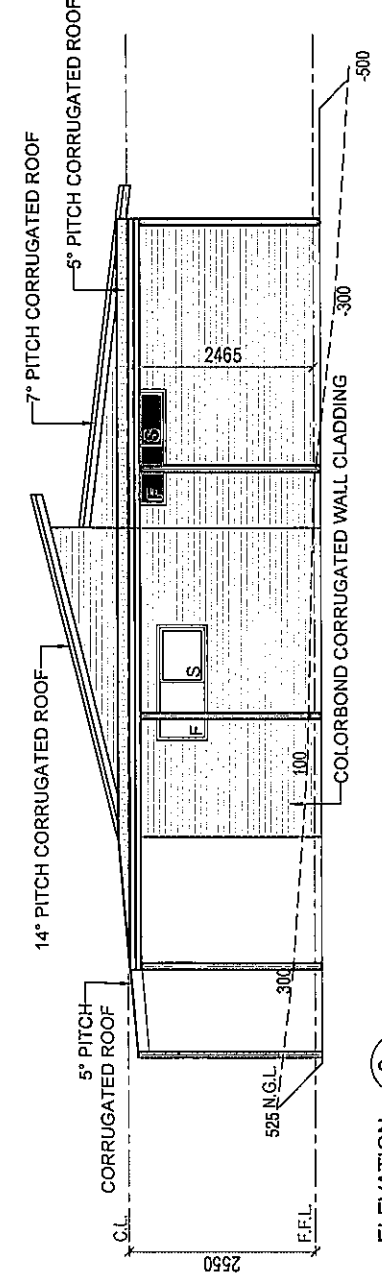 7° PITCH CORRUGATED ROOF
5° PITCH CORRUGATED ROOF
14° PITCH CORRUGATED ROOF
5° PITCH
CORRUGATED ROOF
C.L.
2550
F.F.L.
525 N.G.L.
300
100
-300
-500
2465
F
S
F
S
COLORBOND CORRUGATED WALL CLADDING
ELEVATION